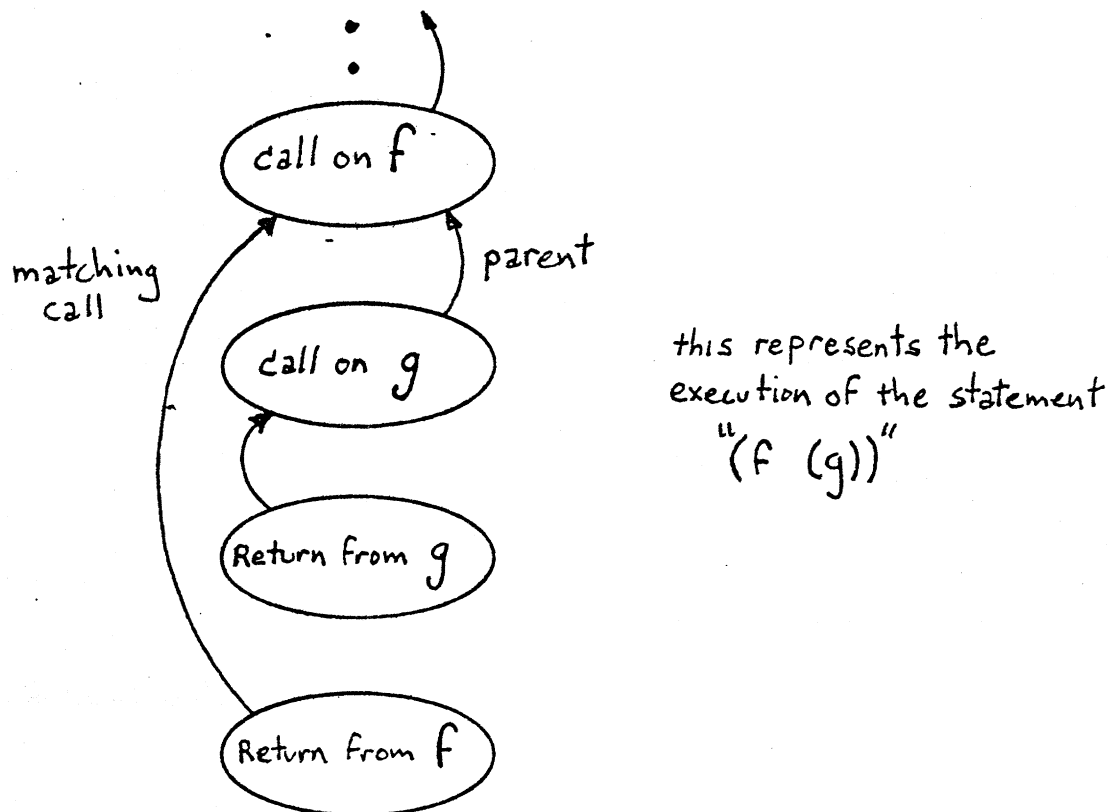 call on f
matching
call
parent
call on g
this represents the
execution of the statement
"(f (g))"
Return from g
Return from f